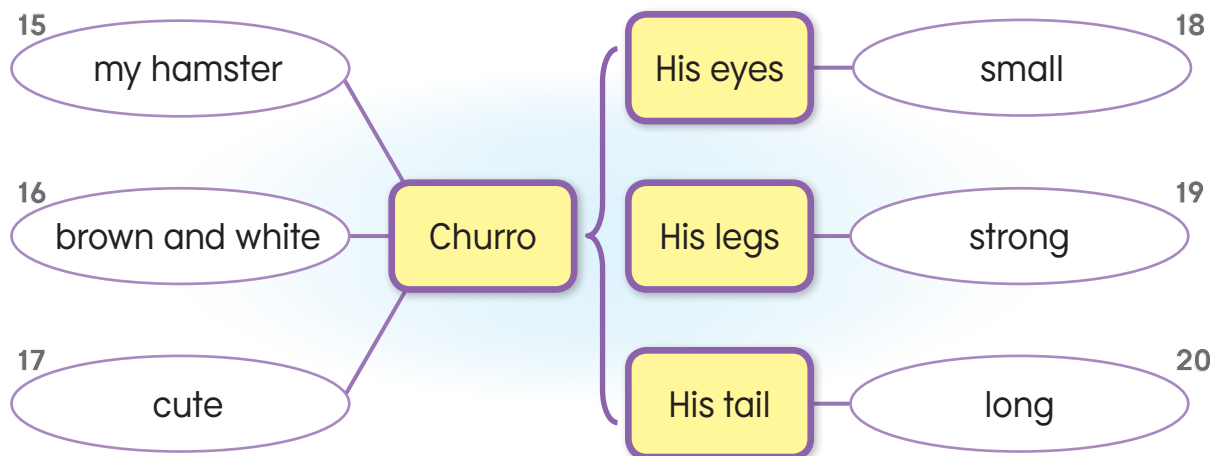 15
my hamster
16
brown and white
17
cute
Churro
His eyes
His legs
His tail
18
small
19
strong
20
long